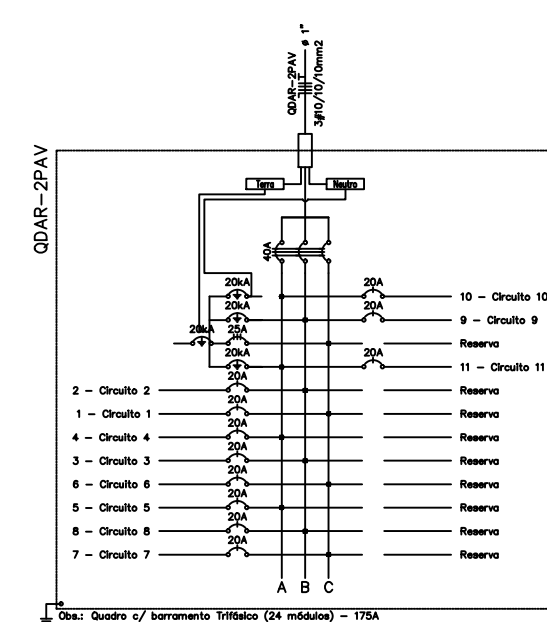 ø 1"
QDAR-2PAV
3#10/10/10mm2
QDAR-2PAV
Terra
Neutro
40A
20kA
20A
10 - Circuito 10
20kA
20A
9 - Circuito 9
20kA
25A
Reserva
20kA
20A
11 - Circuito 11
20A
2 - Circuito 2
Reserva
20A
1 - Circuito 1
Reserva
20A
4 - Circuito 4
Reserva
20A
3 - Circuito 3
Reserva
20A
6 - Circuito 6
Reserva
20A
5 - Circuito 5
Reserva
20A
8 - Circuito 8
Reserva
20A
7 - Circuito 7
Reserva
A B C
Obs.: Quadro c/ barramento Trifásico (24 módulos) - 175A